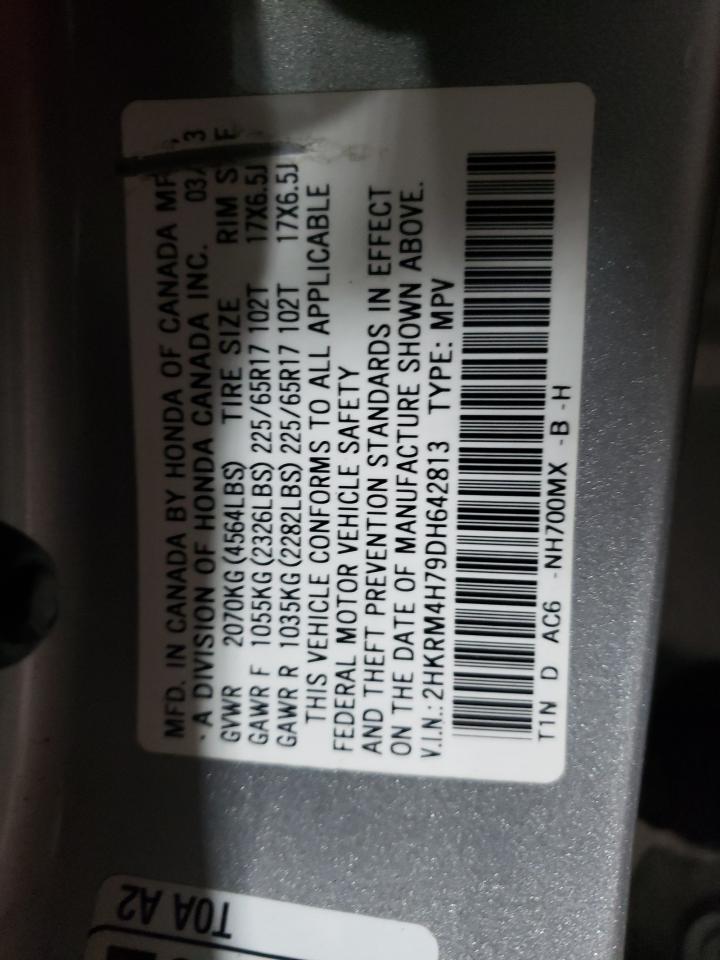 MFD. IN CANADA BY HONDA OF CANADA MF
- A DIVISION OF HONDA CANADA INC. 03/ 3
GVWR 2070KG(4564LBS) TIRE SIZE RIM S E
GAWR F 1055KG(2326LBS) 225/65R17 102T 17X6.5J
GAWR R 1035KG(2282LBS) 225/65R17 102T 17X6.5J
THIS VEHICLE CONFORMS TO ALL APPLICABLE
FEDERAL MOTOR VEHICLE SAFETY
AND THEFT PREVENTION STANDARDS IN EFFECT
ON THE DATE OF MANUFACTURE SHOWN ABOVE.
V.I.N.: 2HKRM4H79DH642813 TYPE: MPV
T1N D AC6 -NH700MX -B -H
T0A A2